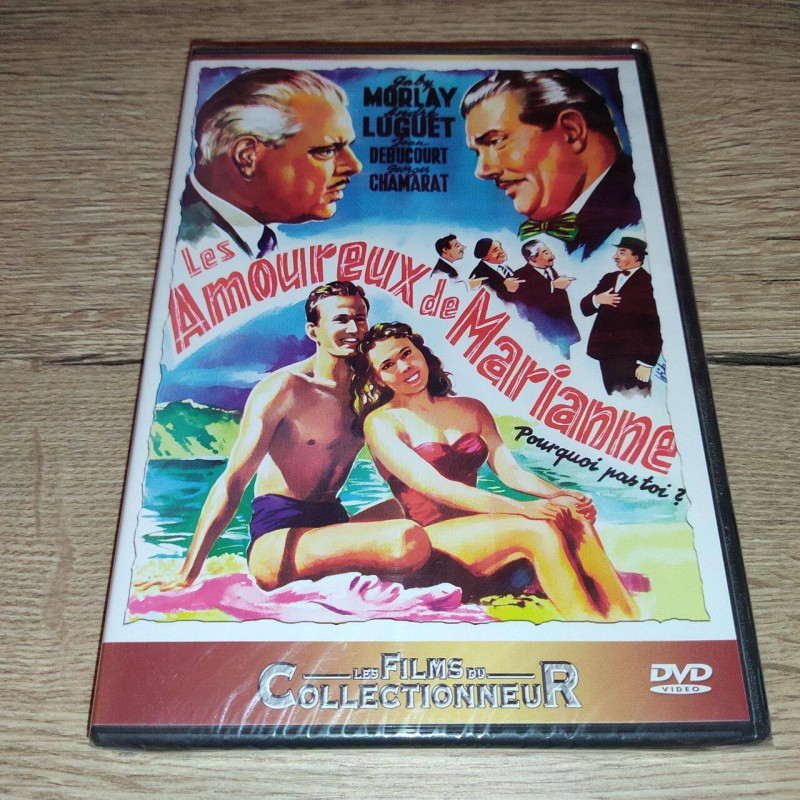 Gaby
MORLAY
André
LUGUET
Jean
DEBUCOURT
Georges
CHAMARAT
Les
Amoureux de
Marianne
Pourquoi pas toi ?
LES FILMS DU
COLLECTIONNEUR
DVD
VIDEO